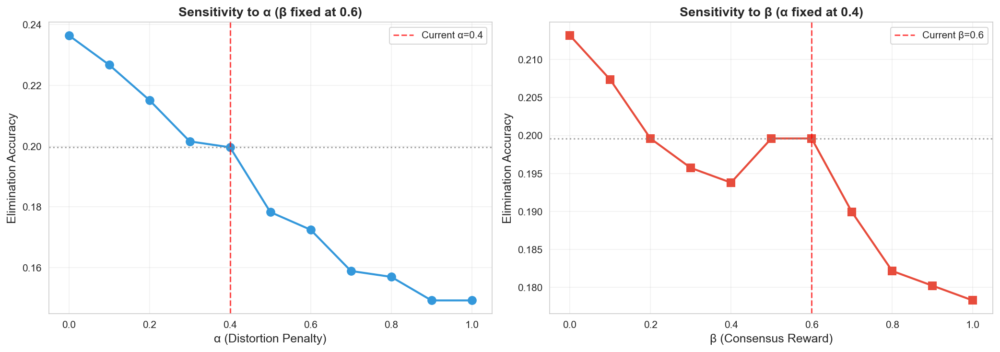 Sensitivity to α (β fixed at 0.6)
Elimination Accuracy
0.24
0.22
0.20
0.18
0.16
Current α=0.4
0.0 0.2 0.4 0.6 0.8 1.0
α (Distortion Penalty)
Sensitivity to β (α fixed at 0.4)
Elimination Accuracy
0.210
0.205
0.200
0.195
0.190
0.185
0.180
Current β=0.6
0.0 0.2 0.4 0.6 0.8 1.0
β (Consensus Reward)